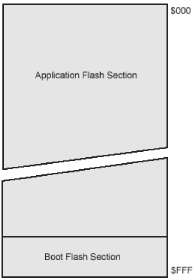 $000
Application Flash Section
Boot Flash Section
$FFF